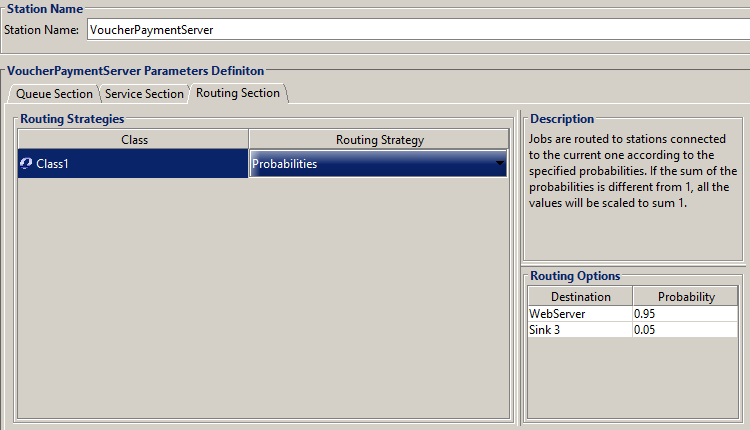 Station Name
Station Name: VoucherPaymentServer
VoucherPaymentServer Parameters Definiton
Queue Section Service Section Routing Section
Routing Strategies
Class Routing Strategy
Class1 Probabilities
Description
Jobs are routed to stations connected
to the current one according to the
specified probabilities. If the sum of the
probabilities is different from 1, all the
values will be scaled to sum 1.
Routing Options
Destination Probability
WebServer 0.95
Sink 3 0.05